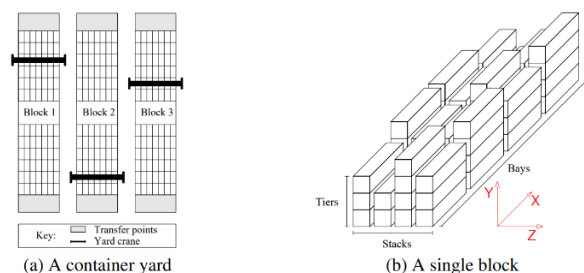 Block 1
Block 2
Block 3
Key:
Transfer points
Yard crane
(a) A container yard
Tiers
Stacks
Bays
Y
X
Z
(b) A single block